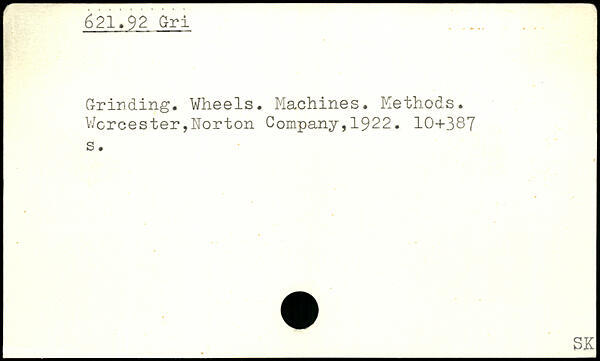 621.92 Gri
Grinding. Wheels. Machines. Methods.
Worcester,Norton Company,1922. 10+387
s.
SK